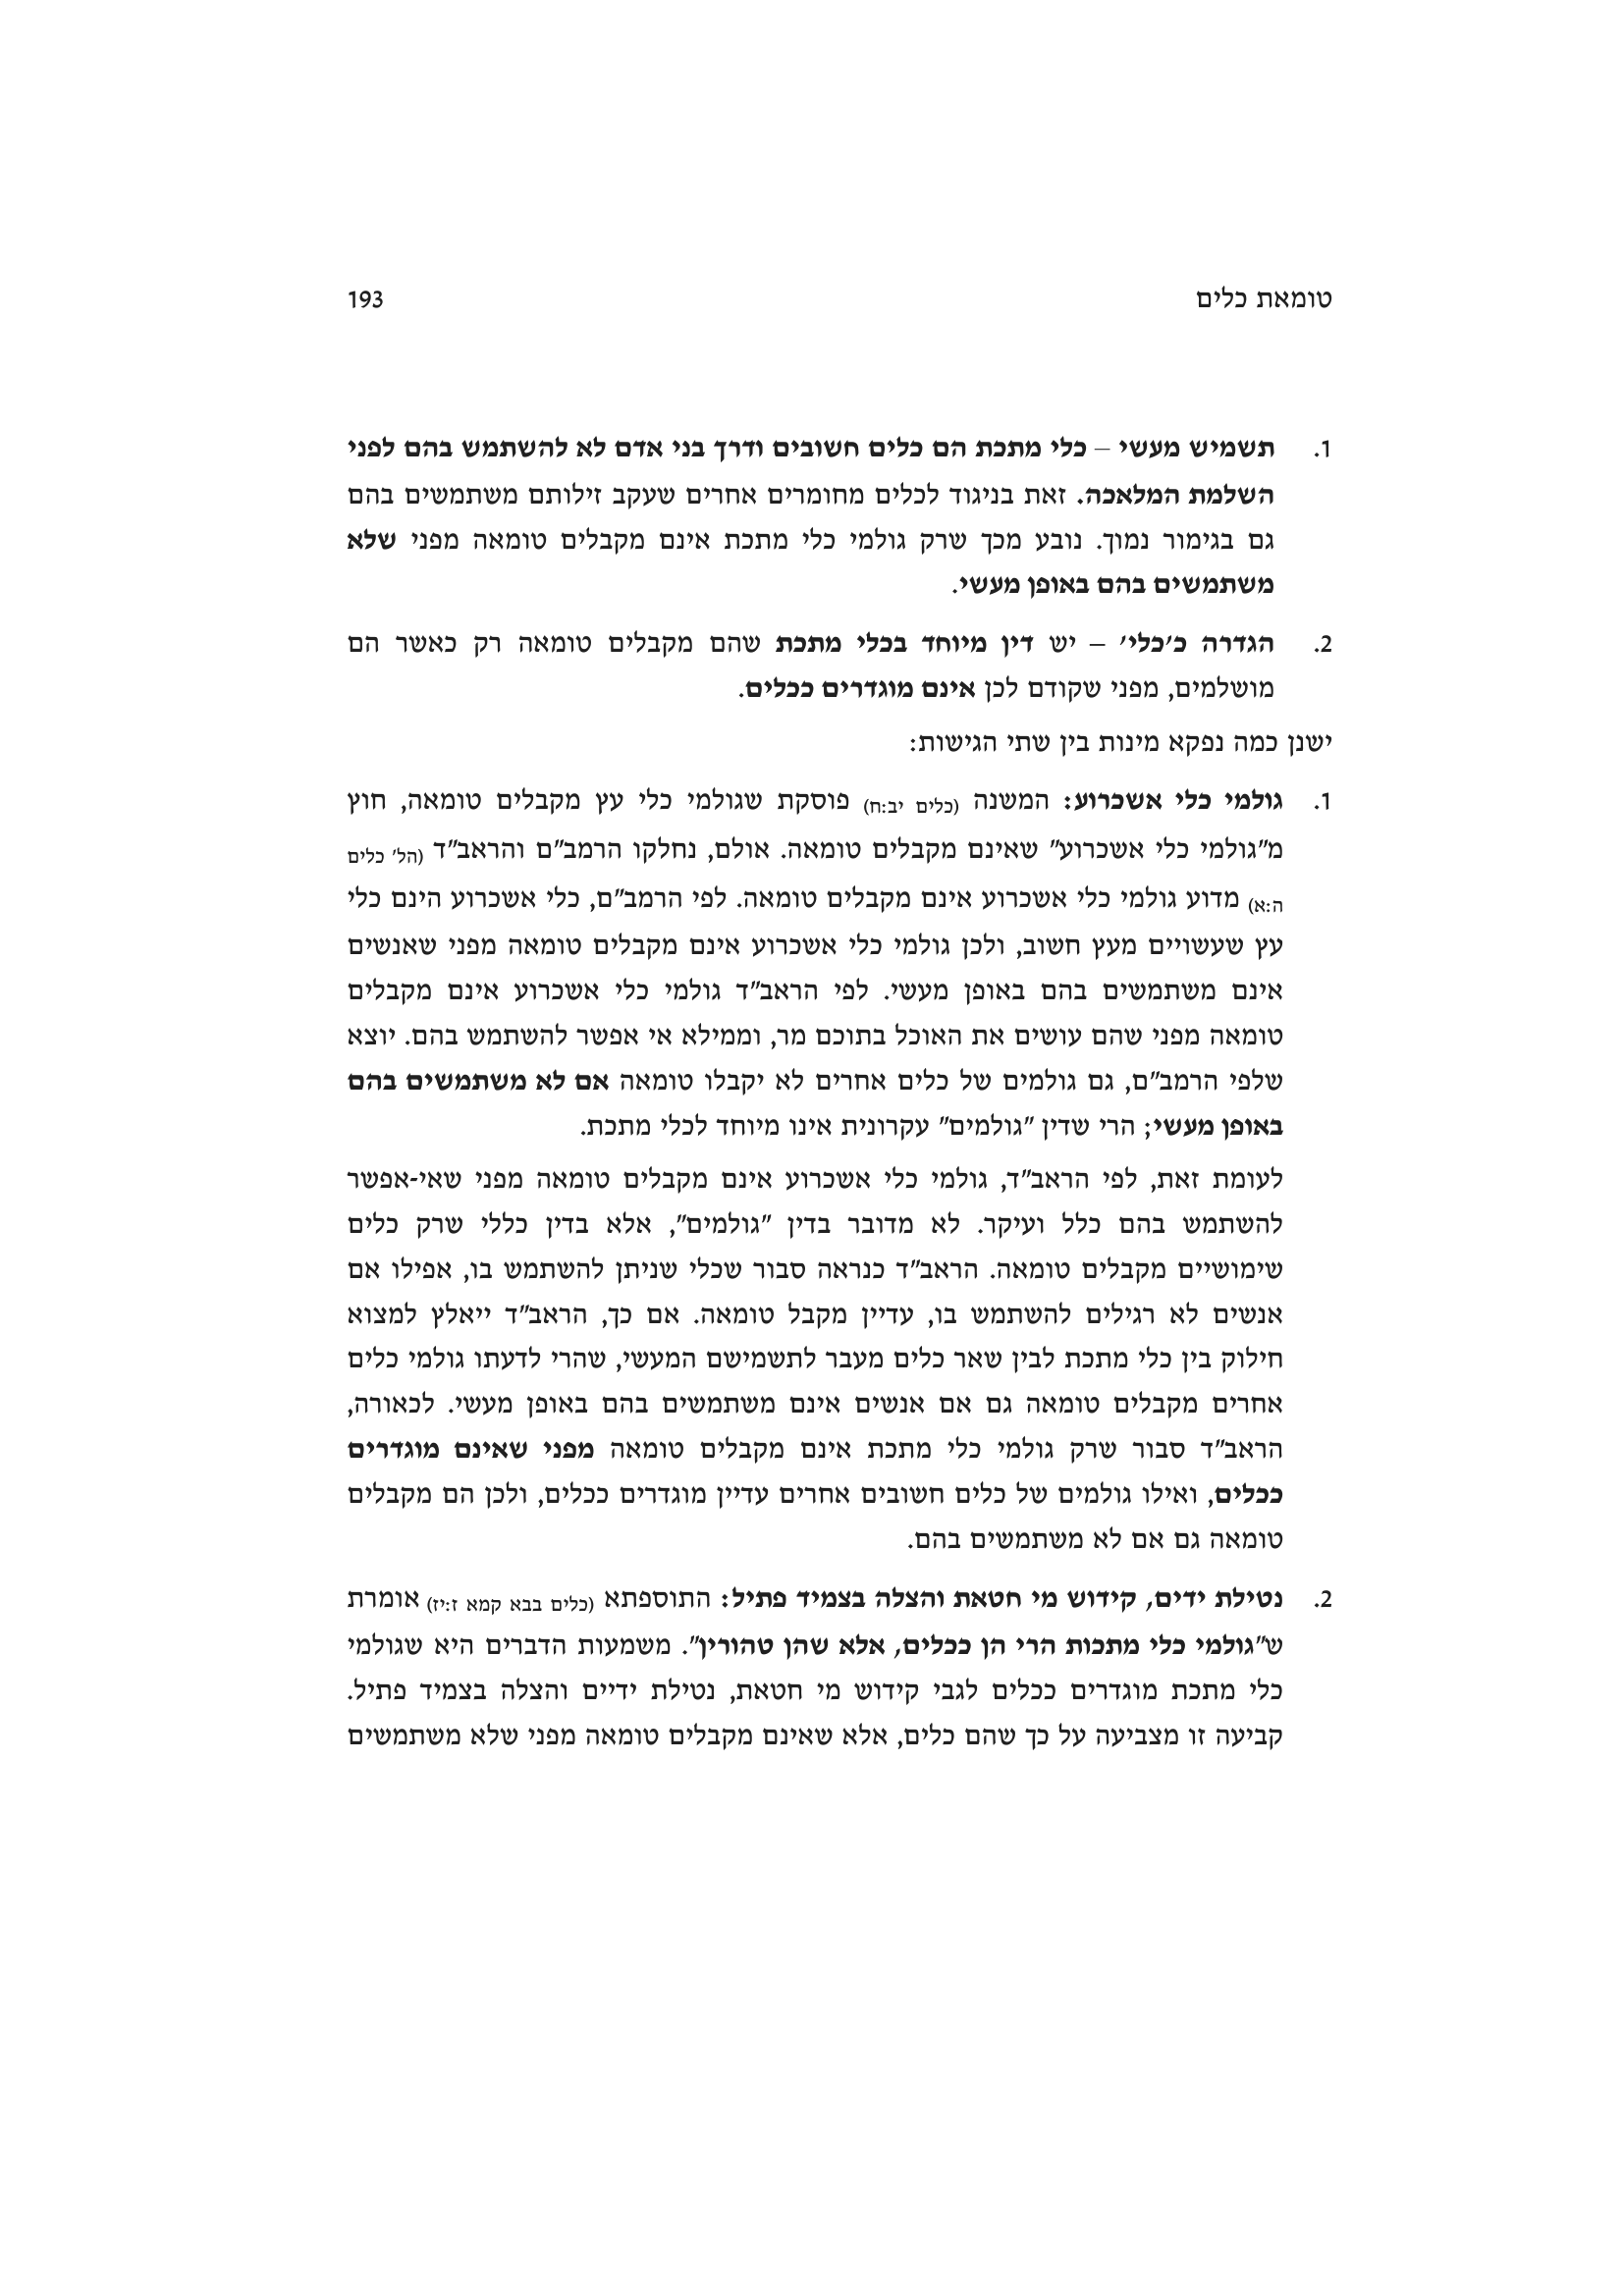 טומאת כלים 193
1. תשמיש מעשי – כלי מתכת הם כלים חשובים ודרך בני אדם לא להשתמש בהם לפני
השלמת המלאכה. זאת בניגוד לכלים מחומרים אחרים שעקב זילותם משתמשים בהם
גם בגימור נמוך. נובע מכך שרק גולמי כלי מתכת אינם מקבלים טומאה מפני שלא
משתמשים בהם באופן מעשי.
2. הגדרה כ'כלי' – יש דין מיוחד בכלי מתכת שהם מקבלים טומאה רק כאשר הם
מושלמים, מפני שקודם לכן אינם מוגדרים ככלים.
ישנן כמה נפקא מינות בין שתי הגישות:
1. גולמי כלי אשכרוע: המשנה (כלים יב:ח) פוסקת שגולמי כלי עץ מקבלים טומאה, חוץ
מ"גולמי כלי אשכרוע" שאינם מקבלים טומאה. אולם, נחלקו הרמב"ם והראב"ד (הל' כלים
ה:א) מדוע גולמי כלי אשכרוע אינם מקבלים טומאה. לפי הרמב"ם, כלי אשכרוע הינם כלי
עץ שעשויים מעץ חשוב, ולכן גולמי כלי אשכרוע אינם מקבלים טומאה מפני שאנשים
אינם משתמשים בהם באופן מעשי. לפי הראב"ד גולמי כלי אשכרוע אינם מקבלים
טומאה מפני שהם עושים את האוכל בתוכם מר, וממילא אי אפשר להשתמש בהם. יוצא
שלפי הרמב"ם, גם גולמים של כלים אחרים לא יקבלו טומאה אם לא משתמשים בהם
באופן מעשי; הרי שדין "גולמים" עקרונית אינו מיוחד לכלי מתכת.
לעומת זאת, לפי הראב"ד, גולמי כלי אשכרוע אינם מקבלים טומאה מפני שאי-אפשר
להשתמש בהם כלל ועיקר. לא מדובר בדין "גולמים", אלא בדין כללי שרק כלים
שימושיים מקבלים טומאה. הראב"ד כנראה סבור שכלי שניתן להשתמש בו, אפילו אם
אנשים לא רגילים להשתמש בו, עדיין מקבל טומאה. אם כך, הראב"ד ייאלץ למצוא
חילוק בין כלי מתכת לבין שאר כלים מעבר לתשמישם המעשי, שהרי לדעתו גולמי כלים
אחרים מקבלים טומאה גם אם אנשים אינם משתמשים בהם באופן מעשי. לכאורה,
הראב"ד סבור שרק גולמי כלי מתכת אינם מקבלים טומאה מפני שאינם מוגדרים
ככלים, ואילו גולמים של כלים חשובים אחרים עדיין מוגדרים ככלים, ולכן הם מקבלים
טומאה גם אם לא משתמשים בהם.
2. נטילת ידים, קידוש מי חטאת והצלה בצמיד פתיל: התוספתא (כלים בבא קמא ז:יז) אומרת
ש"גולמי כלי מתכות הרי הן ככלים, אלא שהן טהורין". משמעות הדברים היא שגולמי
כלי מתכת מוגדרים ככלים לגבי קידוש מי חטאת, נטילת ידיים והצלה בצמיד פתיל.
קביעה זו מצביעה על כך שהם כלים, אלא שאינם מקבלים טומאה מפני שלא משתמשים